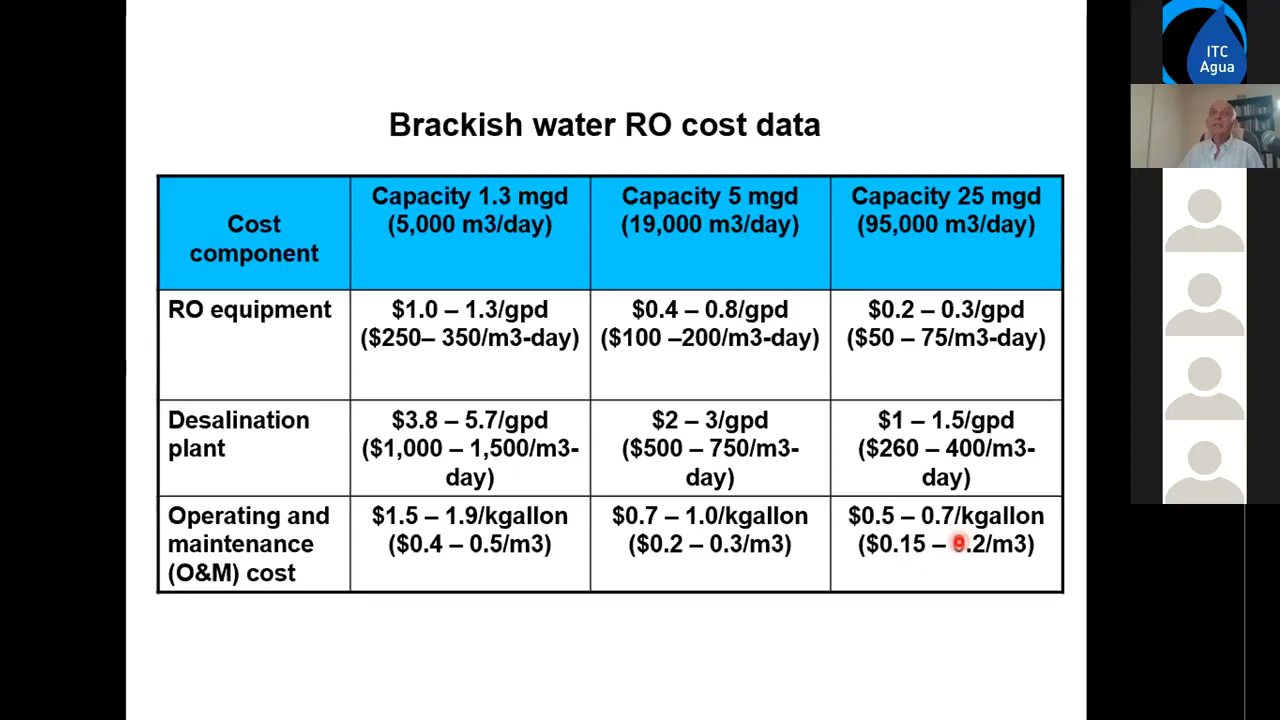 ITC
Agua
Brackish water RO cost data
Cost
component
Capacity 1.3 mgd
(5,000 m3/day)
Capacity 5 mgd
(19,000 m3/day)
Capacity 25 mgd
(95,000 m3/day)
RO equipment
$1.0 – 1.3/gpd
($250– 350/m3-day)
$0.4 – 0.8/gpd
($100 –200/m3-day)
$0.2 – 0.3/gpd
($50 – 75/m3-day)
Desalination
plant
$3.8 – 5.7/gpd
($1,000 – 1,500/m3-
day)
$2 – 3/gpd
($500 – 750/m3-
day)
$1 – 1.5/gpd
($260 – 400/m3-
day)
Operating and
maintenance
(O&M) cost
$1.5 – 1.9/kgallon
($0.4 – 0.5/m3)
$0.7 – 1.0/kgallon
($0.2 – 0.3/m3)
$0.5 – 0.7/kgallon
($0.15 – 0.2/m3)